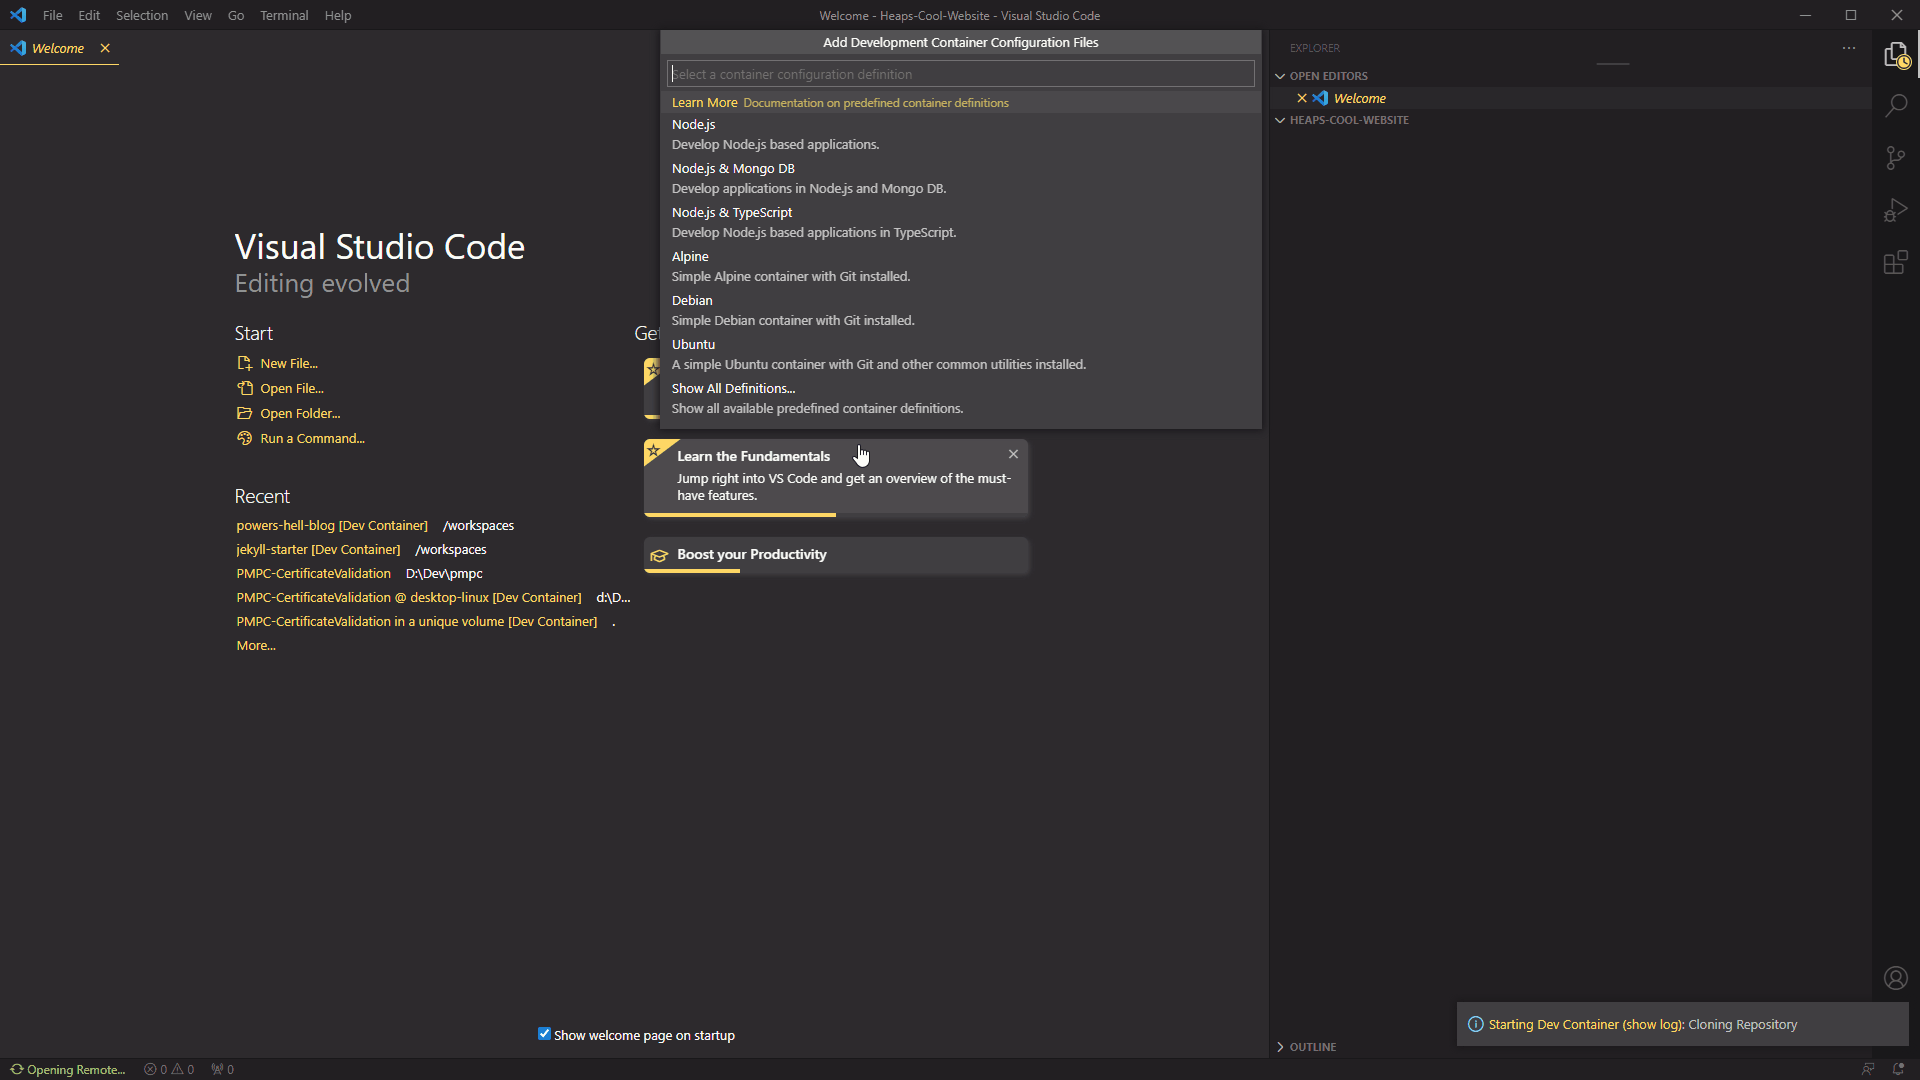 File Edit Selection View Go Terminal Help
Welcome - Heaps-Cool-Website - Visual Studio Code
Welcome
Add Development Container Configuration Files
Select a container configuration definition
Learn More Documentation on predefined container definitions
Node.js
Develop Node.js based applications.
Node.js & Mongo DB
Develop applications in Node.js and Mongo DB.
Node.js & TypeScript
Develop Node.js based applications in TypeScript.
Alpine
Simple Alpine container with Git installed.
Debian
Simple Debian container with Git installed.
Ubuntu
A simple Ubuntu container with Git and other common utilities installed.
Show All Definitions...
Show all available predefined container definitions.
Visual Studio Code
Editing evolved
Start
New File...
Open File...
Open Folder...
Run a Command...
Recent
powers-hell-blog [Dev Container] /workspaces
jekyll-starter [Dev Container] /workspaces
PMPC-CertificateValidation D:\Dev\pmpc
PMPC-CertificateValidation @ desktop-linux [Dev Container] d:\D...
PMPC-CertificateValidation in a unique volume [Dev Container] .
More...
Learn the Fundamentals
Jump right into VS Code and get an overview of the must-
have features.
Boost your Productivity
Show welcome page on startup
EXPLORER
OPEN EDITORS
Welcome
HEAPS-COOL-WEBSITE
OUTLINE
Starting Dev Container (show log): Cloning Repository
Opening Remote... 0 0 0